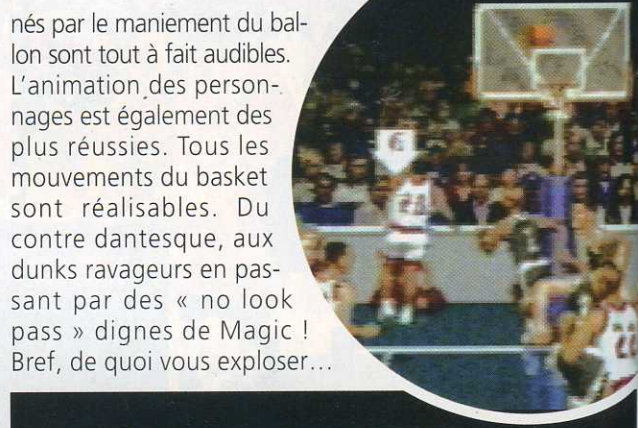 nés par le maniement du bal-
lon sont tout à fait audibles.
L'animation des person-
nages est également des
plus réussies. Tous les
mouvements du basket
sont réalisables. Du
contre dantesque, aux
dunks ravageurs en pas-
sant par des « no look
pass » dignes de Magic !
Bref, de quoi vous exploser…
6